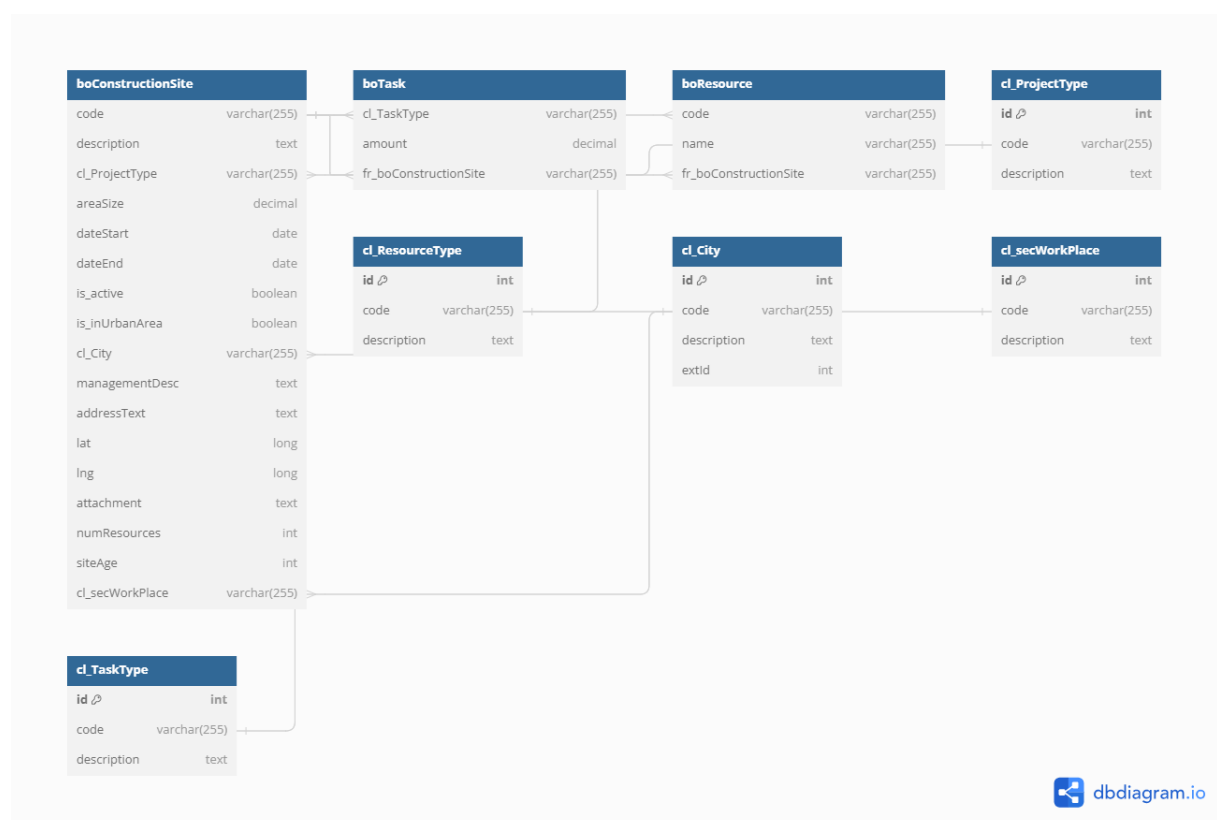 boConstructionSite
code varchar(255)
description text
cl_ProjectType varchar(255)
areaSize decimal
dateStart date
dateEnd date
is_active boolean
is_inUrbanArea boolean
cl_City varchar(255)
managementDesc text
addressText text
lat long
lng long
attachment text
numResources int
siteAge int
cl_secWorkPlace varchar(255)
boTask
cl_TaskType varchar(255)
amount decimal
fr_boConstructionSite varchar(255)
boResource
code varchar(255)
name varchar(255)
fr_boConstructionSite varchar(255)
cl_ProjectType
id int
code varchar(255)
description text
cl_ResourceType
id int
code varchar(255)
description text
cl_City
id int
code varchar(255)
description text
extId int
cl_secWorkPlace
id int
code varchar(255)
description text
cl_TaskType
id int
code varchar(255)
description text
dbdiagram.io